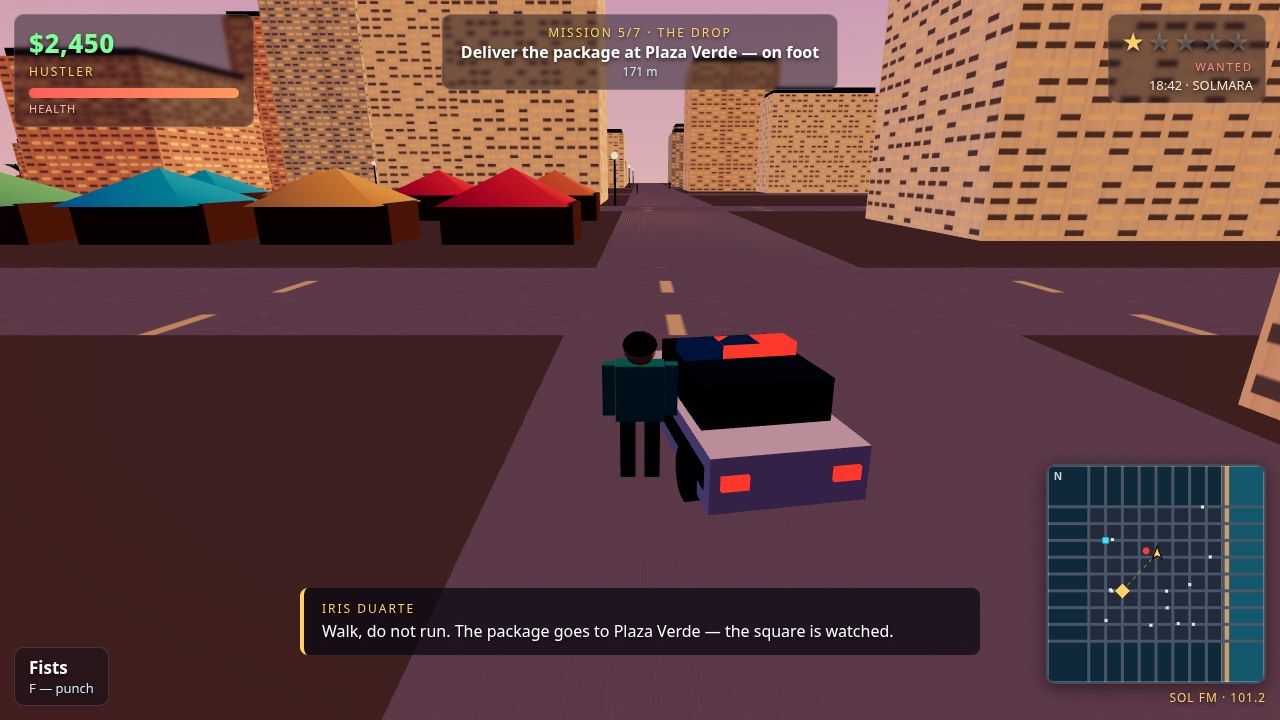 $2,450
HUSTLER
HEALTH
MISSION 5/7 · THE DROP
Deliver the package at Plaza Verde — on foot
171 m
WANTED
18:42 · SOLMARA
IRIS DUARTE
Walk, do not run. The package goes to Plaza Verde — the square is watched.
Fists
F — punch
N
SOL FM · 101.2